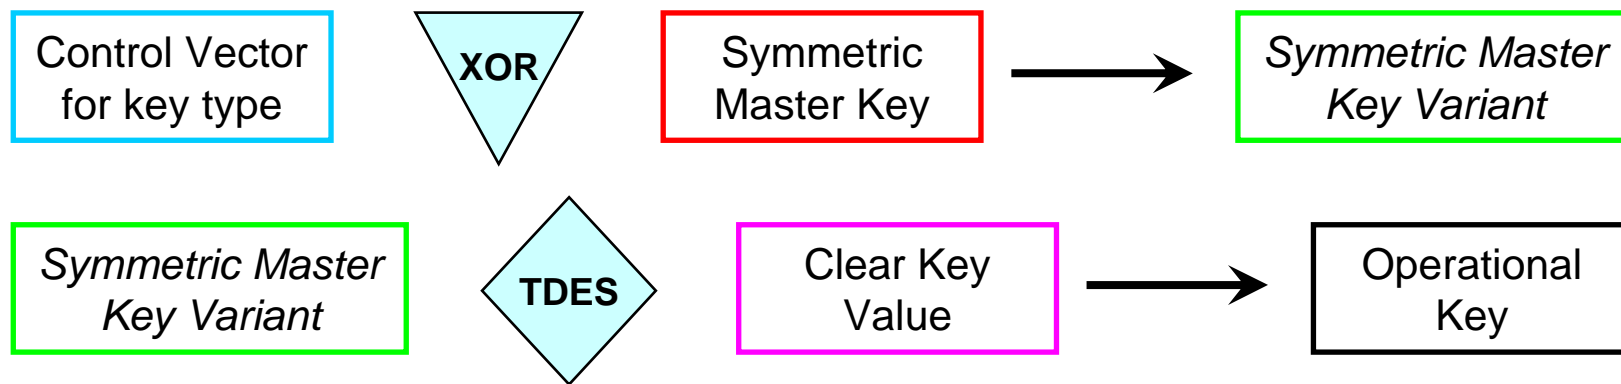 Control Vector
for key type
XOR
Symmetric
Master Key
Symmetric Master
Key Variant
Symmetric Master
Key Variant
TDES
Clear Key
Value
Operational
Key